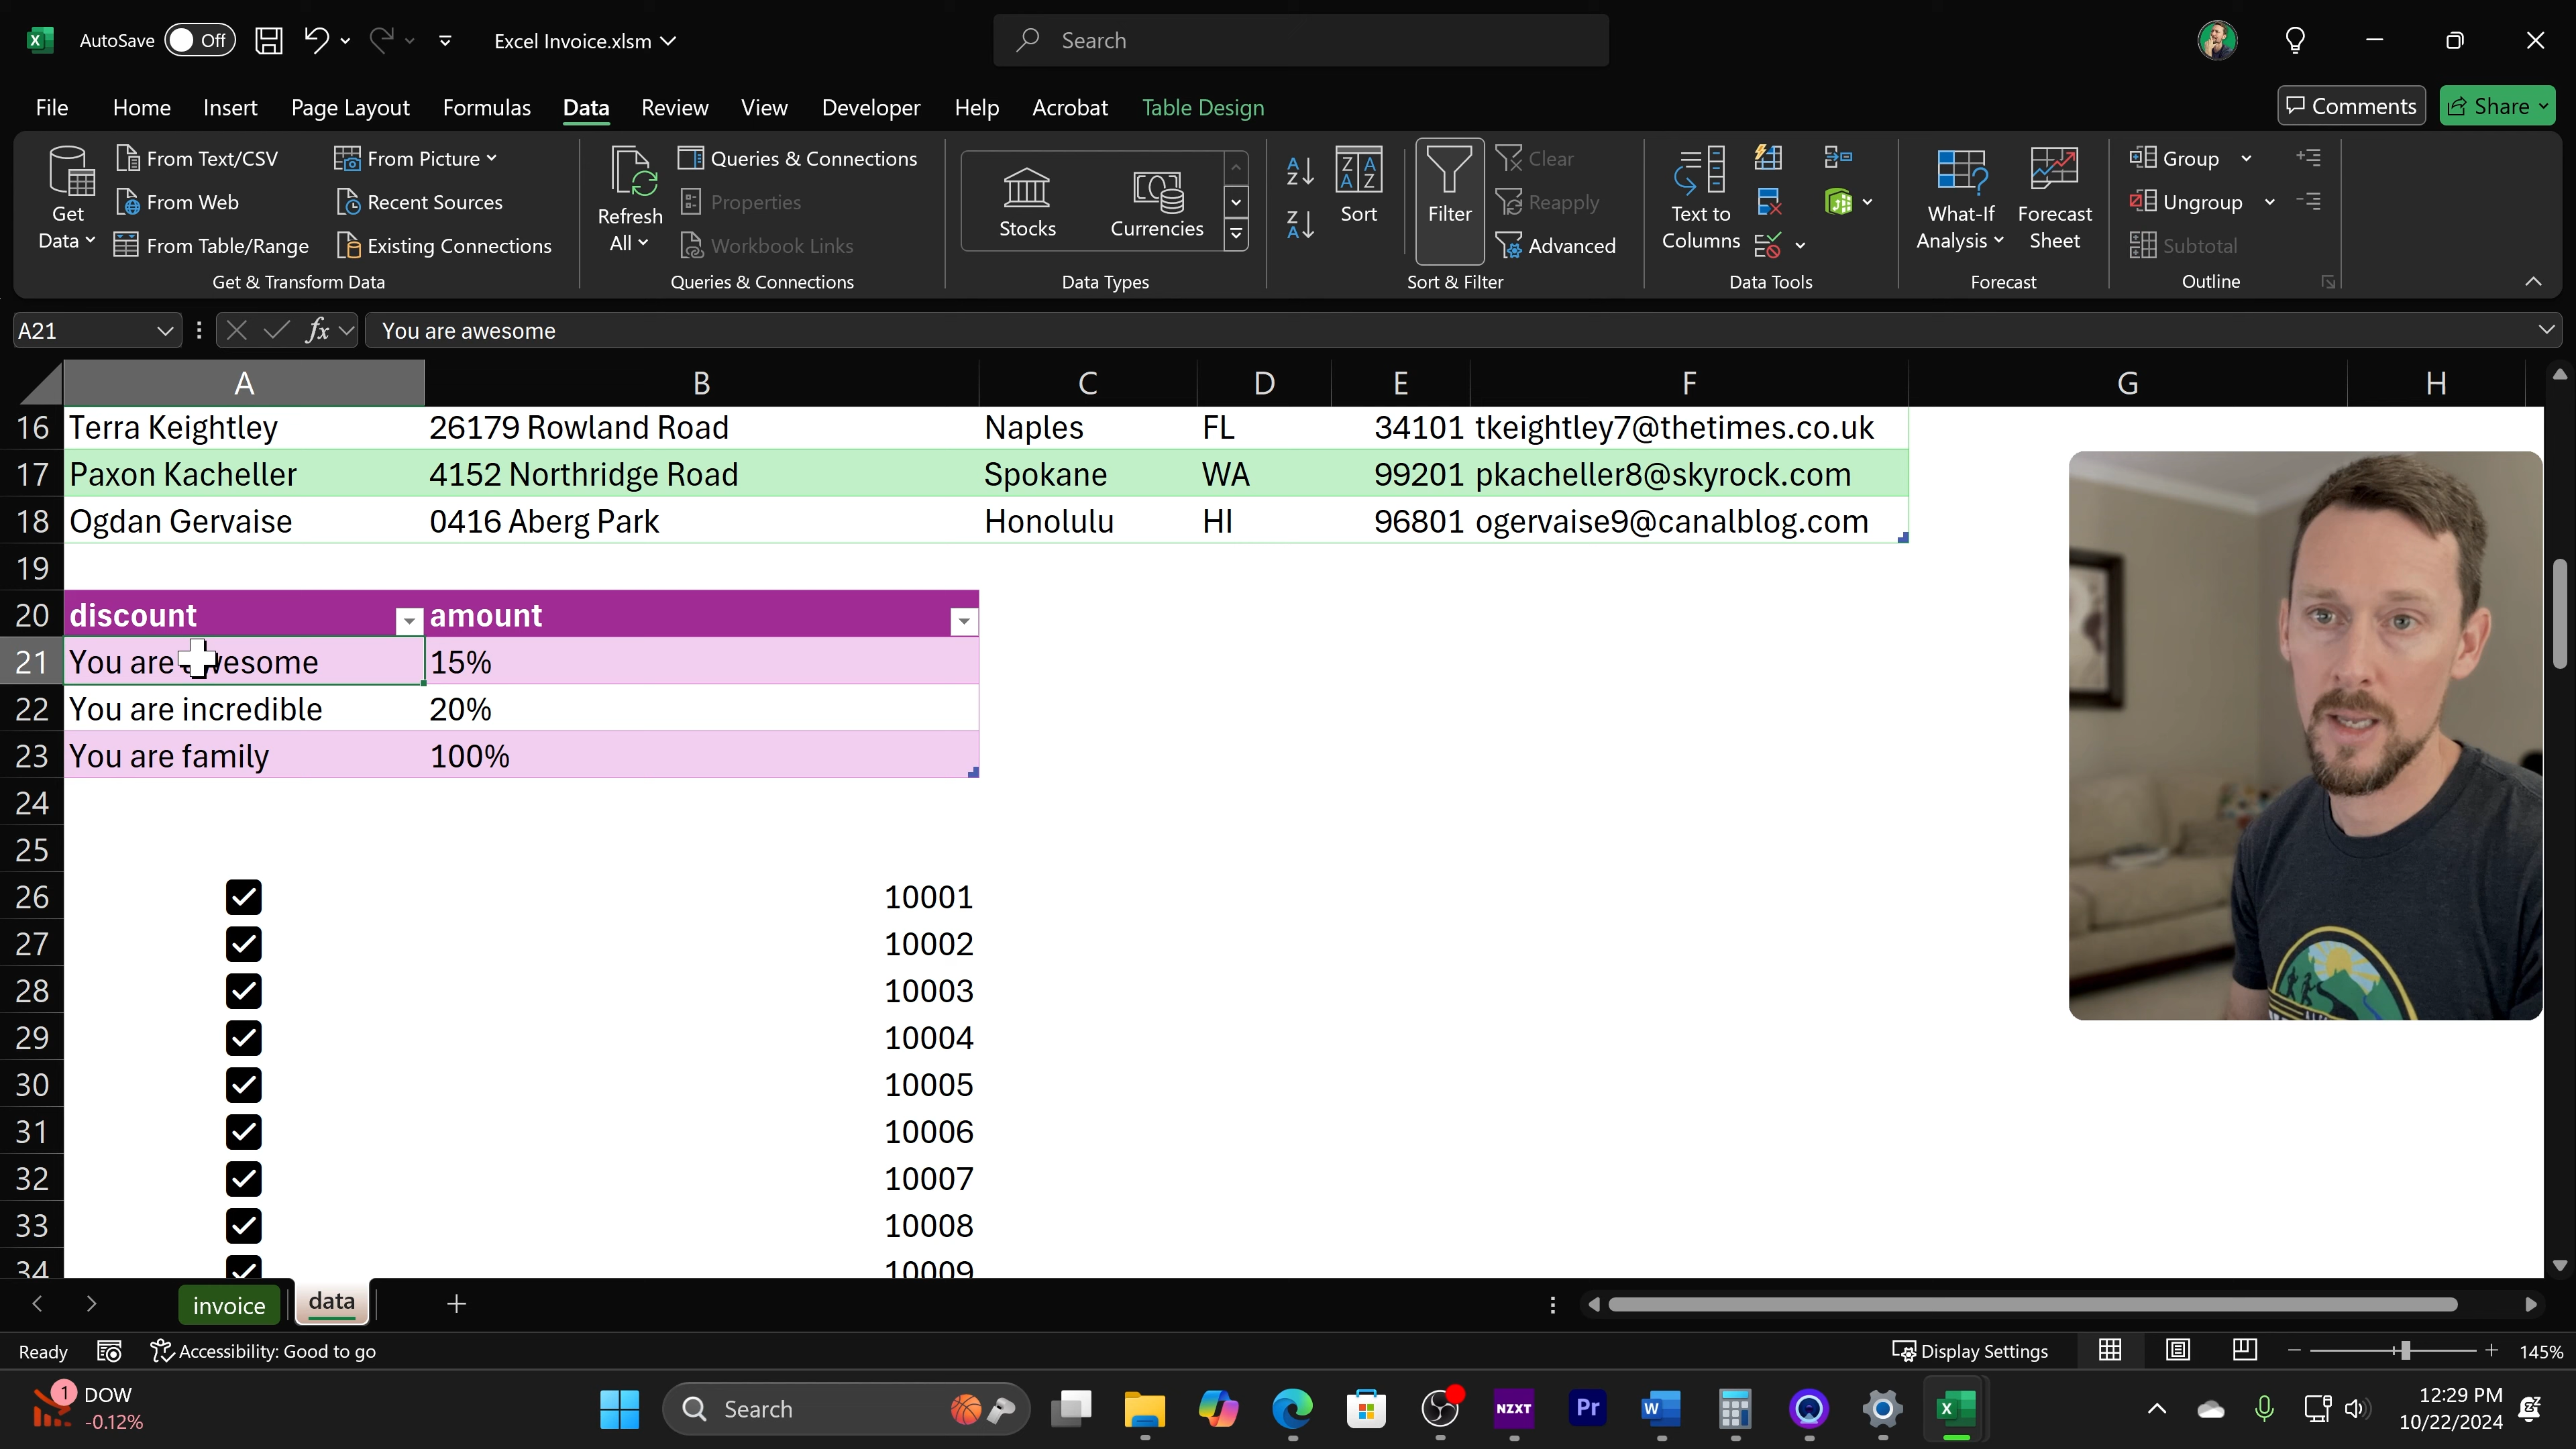 AutoSave Off Excel Invoice.xlsm Search
File Home Insert Page Layout Formulas Data Review View Developer Help Acrobat Table Design Comments Share
Get Data
From Text/CSV
From Web
From Table/Range
From Picture
Recent Sources
Existing Connections
Get & Transform Data
Refresh All
Queries & Connections
Properties
Workbook Links
Queries & Connections
Stocks
Currencies
Data Types
Sort
Filter
Clear
Reapply
Advanced
Sort & Filter
Text to Columns
Data Tools
What-If Analysis
Forecast Sheet
Forecast
Group
Ungroup
Subtotal
Outline
A21 fx You are awesome
A B C D E F G H
16 Terra Keightley 26179 Rowland Road Naples FL 34101 tkeightley7@thetimes.co.uk
17 Paxon Kacheller 4152 Northridge Road Spokane WA 99201 pkacheller8@skyrock.com
18 Ogdan Gervaise 0416 Aberg Park Honolulu HI 96801 ogervaise9@canalblog.com
19
20 discount amount
21 You are awesome 15%
22 You are incredible 20%
23 You are family 100%
24
25
26 10001
27 10002
28 10003
29 10004
30 10005
31 10006
32 10007
33 10008
34 10009
invoice data
Ready Accessibility: Good to go Display Settings 145%
1 DOW
-0.12%
Search
NZXT
Pr
W
X
12:29 PM
10/22/2024